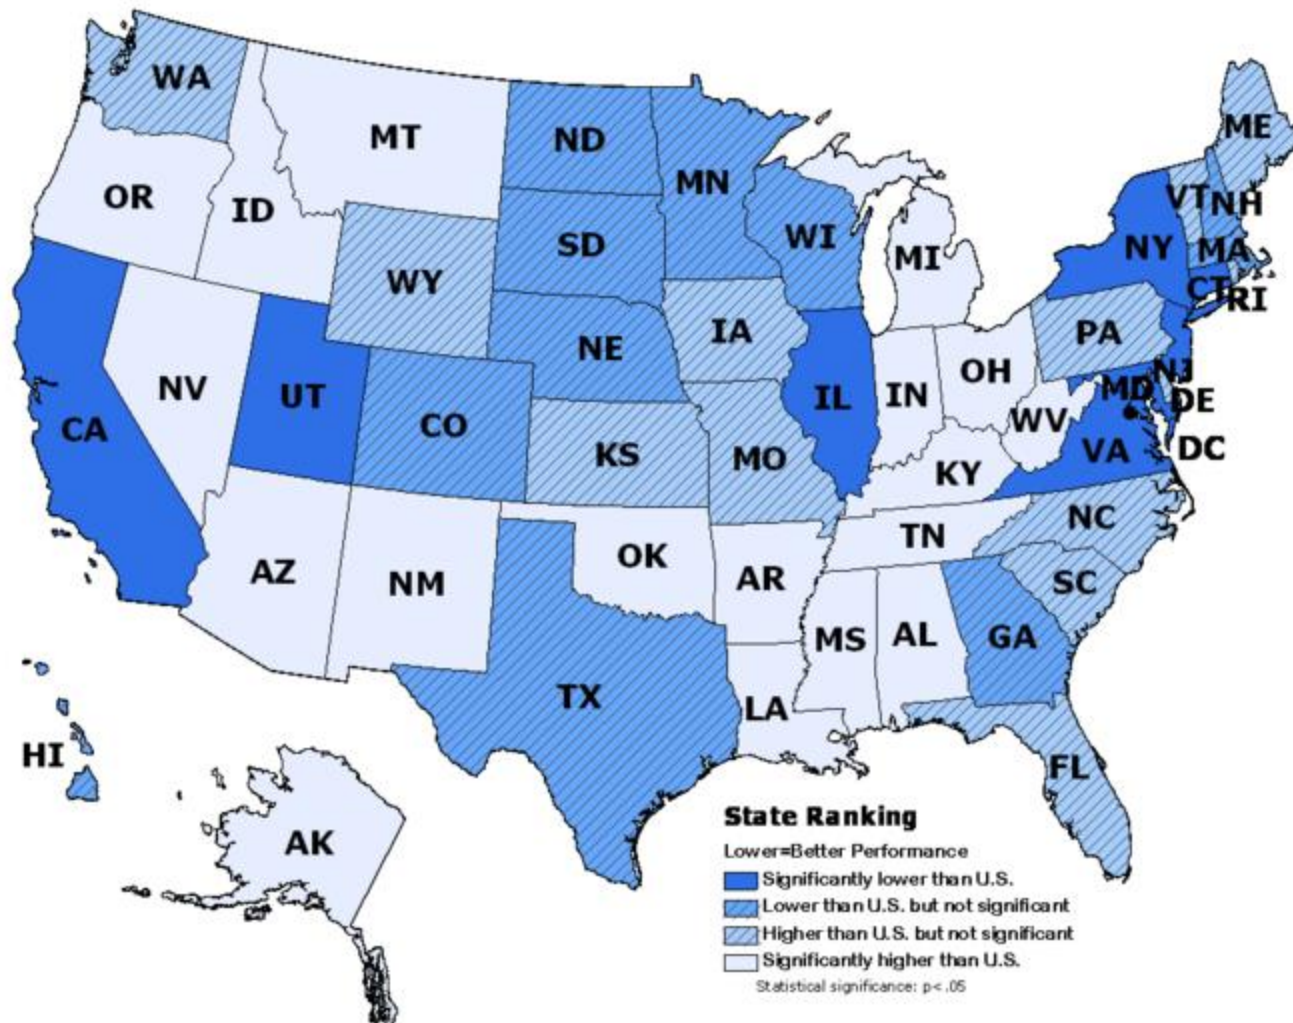 WA
MT
ND
MN
ME
OR
ID
VT
NH
SD
WI
NY
MA
MI
WY
CT
RI
IA
PA
NE
OH
NJ
NV
UT
IL
IN
MD
DE
CA
CO
WV
KS
MO
VA
DC
KY
NC
TN
OK
AZ
NM
AR
SC
MS
AL
GA
TX
LA
HI
FL
AK
State Ranking
Lower=Better Performance
Significantly lower than U.S.
Lower than U.S. but not significant
Higher than U.S. but not significant
Significantly higher than U.S.
Statistical significance: p<.05